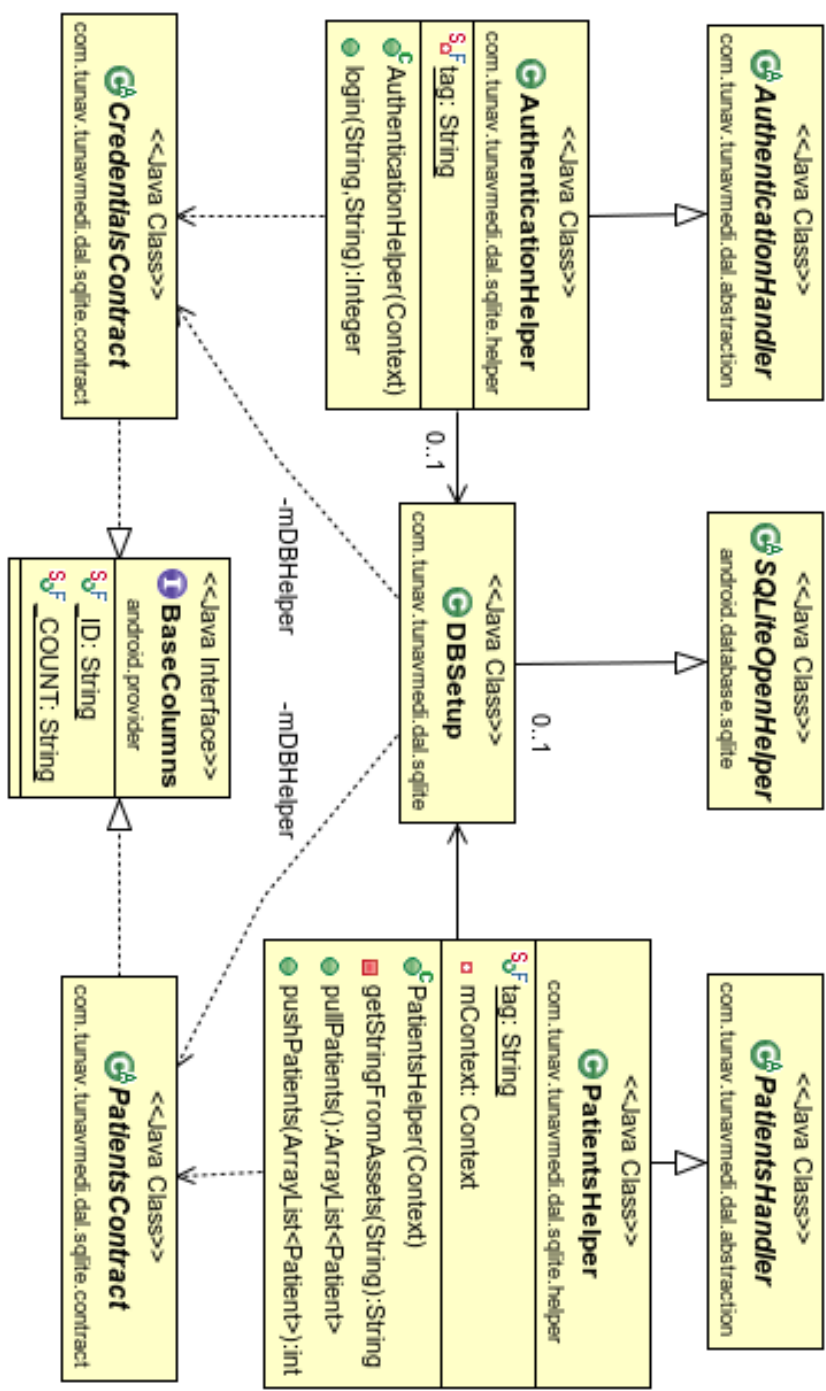 <<Java Class>>
AuthenticationHandler
com.tunav.tunavmedi.dal.abstraction
<<Java Class>>
SQLiteOpenHelper
android.database.sqlite
<<Java Class>>
PatientsHandler
com.tunav.tunavmedi.dal.abstraction
<<Java Class>>
AuthenticationHelper
com.tunav.tunavmedi.dal.sqlite.helper
tag: String
AuthenticationHelper(Context)
login(String,String):Integer
0..1
<<Java Class>>
DBSetup
com.tunav.tunavmedi.dal.sqlite
0..1
<<Java Class>>
PatientsHelper
com.tunav.tunavmedi.dal.sqlite.helper
tag: String
mContext: Context
PatientsHelper(Context)
getStringFromAssets(String):String
pullPatients():ArrayList<Patient>
pushPatients(ArrayList<Patient>):int
-mDBHelper
-mDBHelper
<<Java Class>>
CredentialsContract
com.tunav.tunavmedi.dal.sqlite.contract
<<Java Interface>>
BaseColumns
android.provider
_ID: String
_COUNT: String
<<Java Class>>
PatientsContract
com.tunav.tunavmedi.dal.sqlite.contract